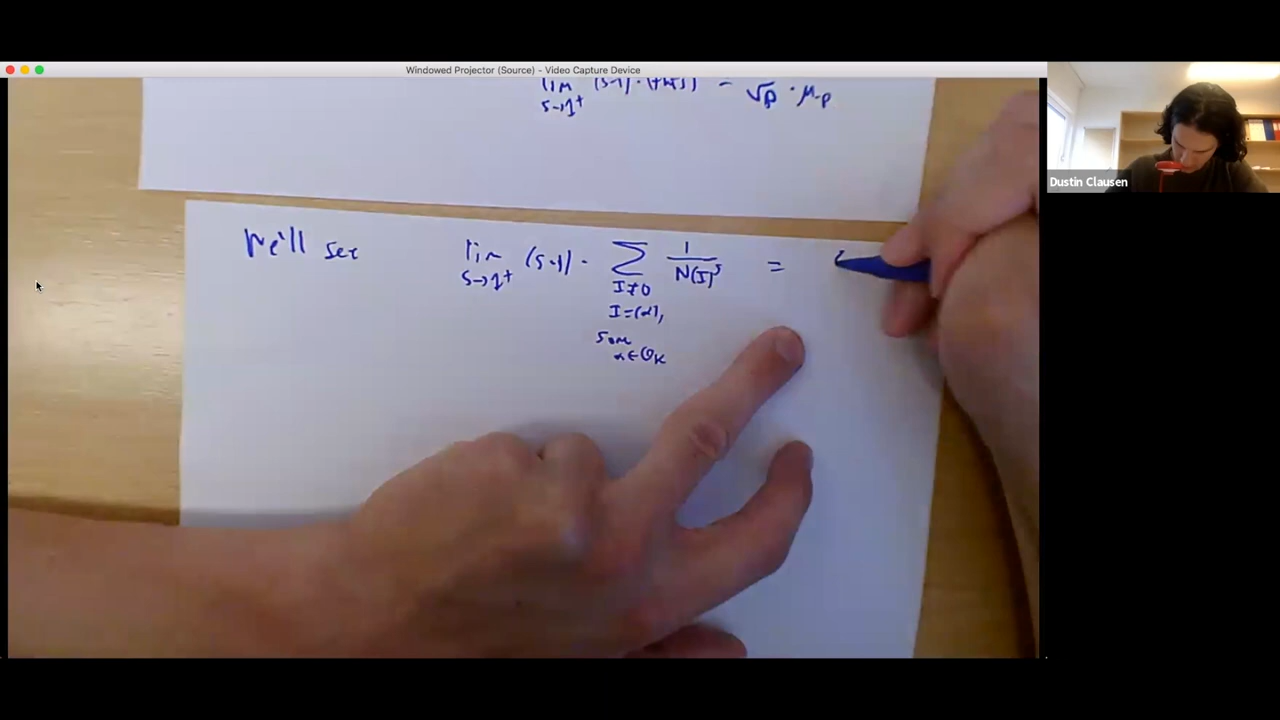 Windowed Projector (Source) - Video Capture Device
lim (s-1) · = √p · μ-p
s→1+
Dustin Clausen
We'll see lim (s-1) · ∑ 1/N(I)^s =
s→1+ I≠0
I=(α),
some
α∈O_K